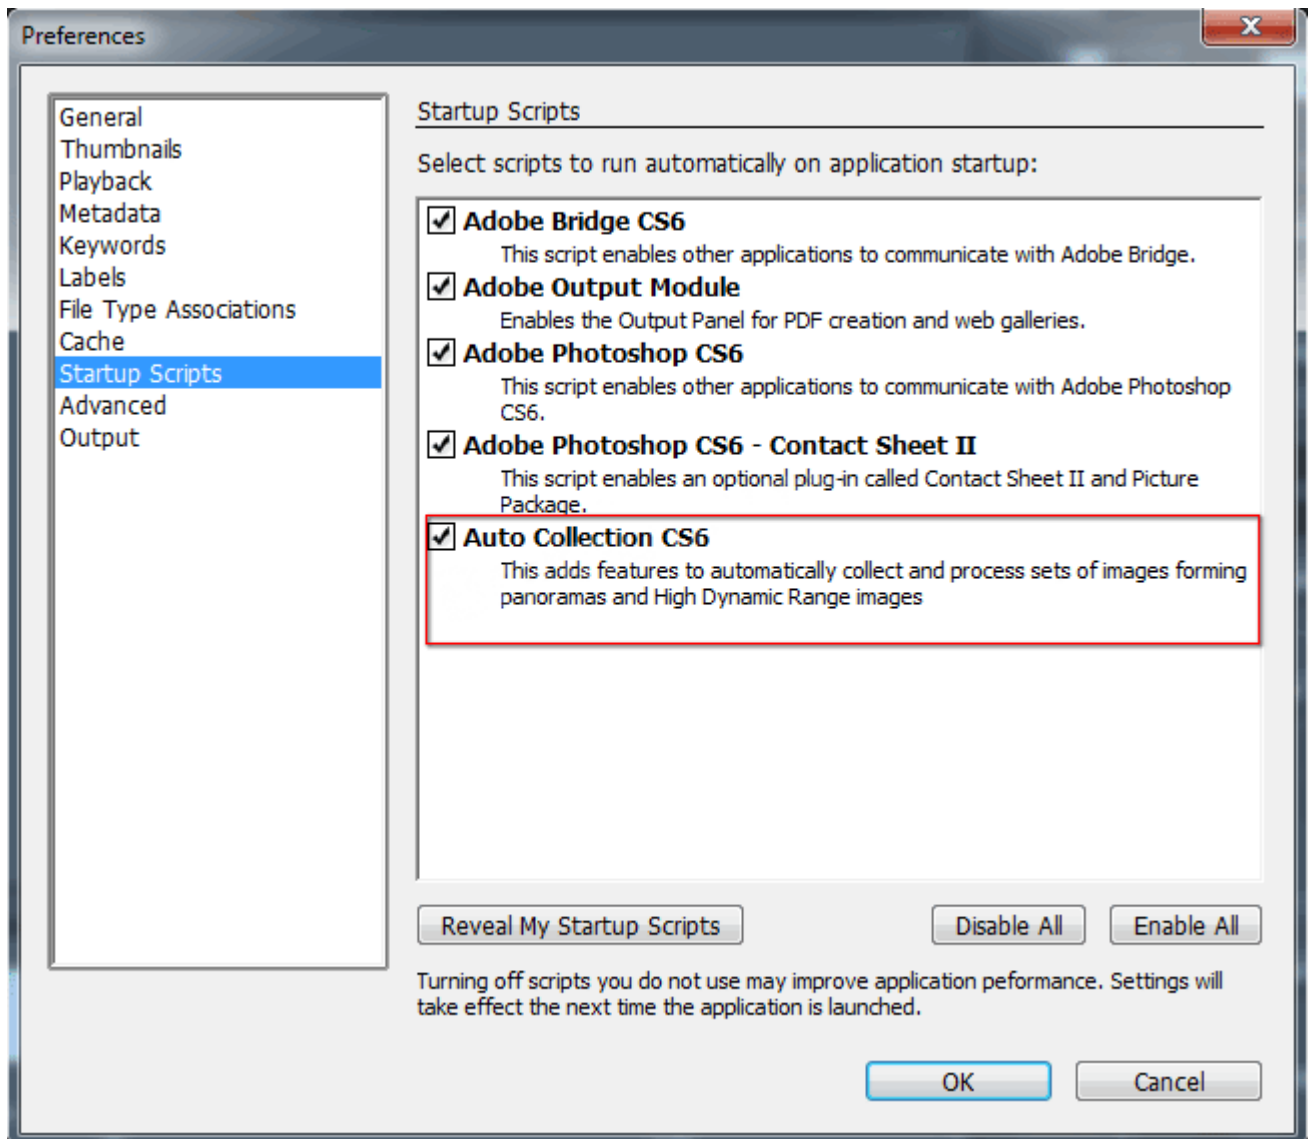 Preferences
General
Thumbnails
Playback
Metadata
Keywords
Labels
File Type Associations
Cache
Startup Scripts
Advanced
Output
Startup Scripts
Select scripts to run automatically on application startup:
Adobe Bridge CS6
This script enables other applications to communicate with Adobe Bridge.
Adobe Output Module
Enables the Output Panel for PDF creation and web galleries.
Adobe Photoshop CS6
This script enables other applications to communicate with Adobe Photoshop
CS6.
Adobe Photoshop CS6 - Contact Sheet II
This script enables an optional plug-in called Contact Sheet II and Picture
Package.
Auto Collection CS6
This adds features to automatically collect and process sets of images forming
panoramas and High Dynamic Range images
Reveal My Startup Scripts
Disable All
Enable All
Turning off scripts you do not use may improve application peformance. Settings will
take effect the next time the application is launched.
OK
Cancel